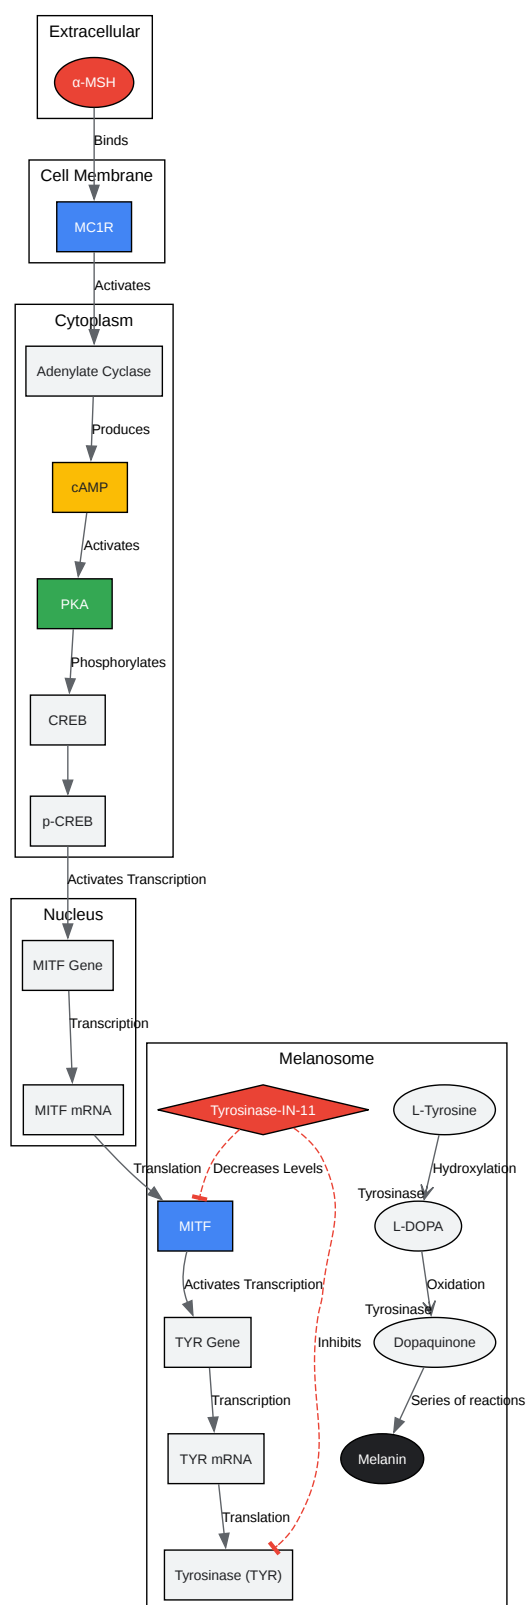 Extracellular
α-MSH
Binds
Cell Membrane
MC1R
Activates
Cytoplasm
Adenylate Cyclase
Produces
cAMP
Activates
PKA
Phosphorylates
CREB
p-CREB
Activates Transcription
Nucleus
MITF Gene
Transcription
MITF mRNA
Translation
Melanosome
Tyrosinase-IN-11
Decreases Levels
MITF
Activates Transcription
TYR Gene
Inhibits
Transcription
TYR mRNA
Translation
Tyrosinase (TYR)
L-Tyrosine
Hydroxylation
Tyrosinase
L-DOPA
Oxidation
Tyrosinase
Dopaquinone
Series of reactions
Melanin